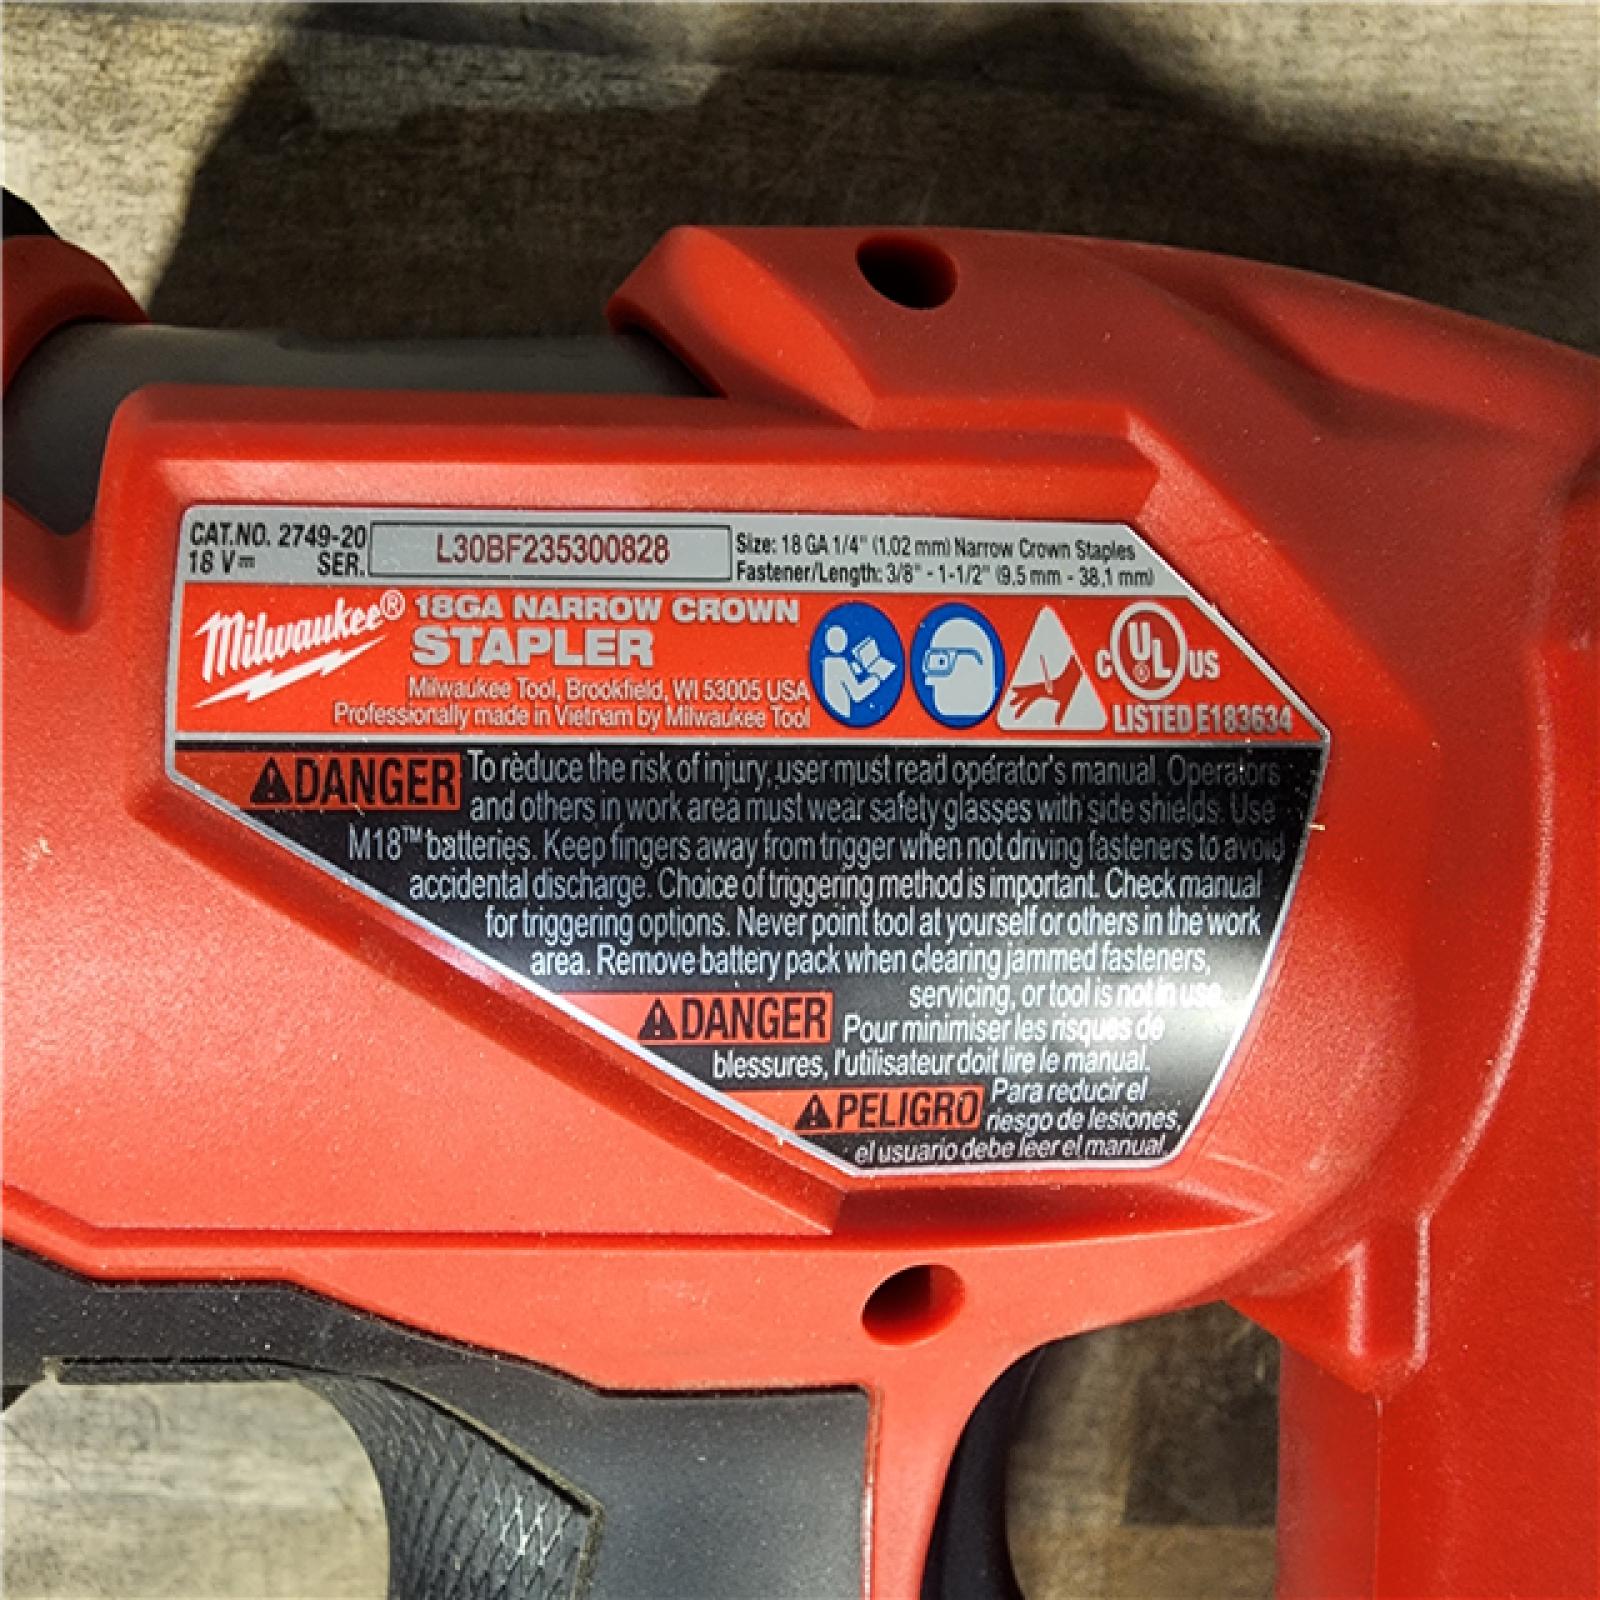 CAT.NO. 2749-20
18 V⎓ SER. L30BF235300828
Size: 18 GA 1/4" (1.02 mm) Narrow Crown Staples
Fastener/Length: 3/8" - 1-1/2" (9.5 mm - 38.1 mm)
Milwaukee® 18GA NARROW CROWN
STAPLER
Milwaukee Tool, Brookfield, WI 53005 USA
Professionally made in Vietnam by Milwaukee Tool
C UL® US
LISTED E183634
DANGER To reduce the risk of injury, user must read operator's manual. Operators
and others in work area must wear safety glasses with side shields. Use
M18™ batteries. Keep fingers away from trigger when not driving fasteners to avoid
accidental discharge. Choice of triggering method is important. Check manual
for triggering options. Never point tool at yourself or others in the work
area. Remove battery pack when clearing jammed fasteners,
servicing, or tool is not in use.
DANGER Pour minimiser les risques de
blessures, l'utilisateur doit lire le manual.
PELIGRO Para reducir el
riesgo de lesiones,
el usuario debe leer el manual.